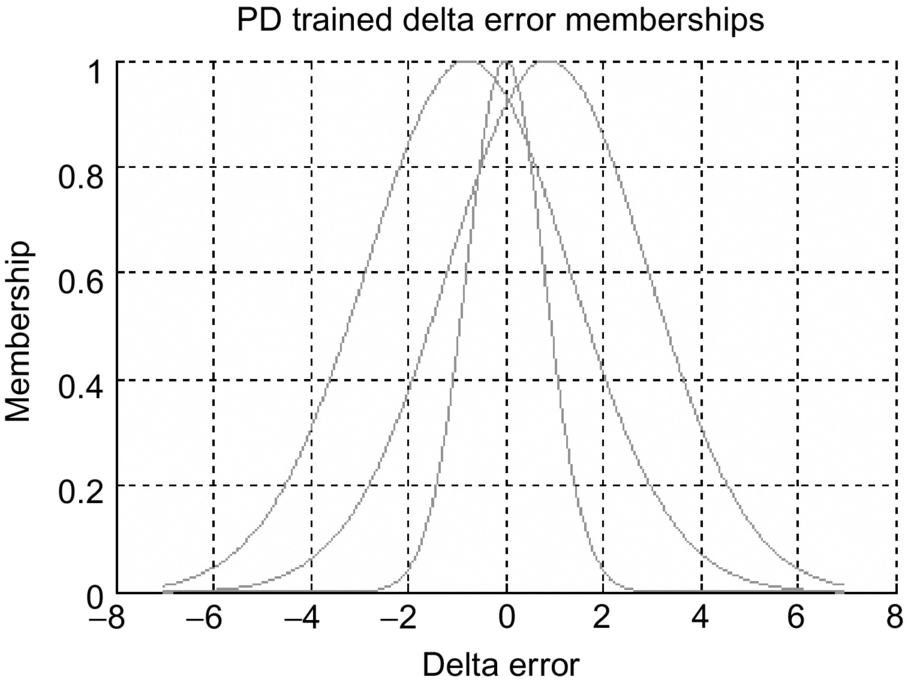 PD trained delta error memberships
1
0.8
0.6
0.4
0.2
0
Membership
–8 –6 –4 –2 0 2 4 6 8
Delta error